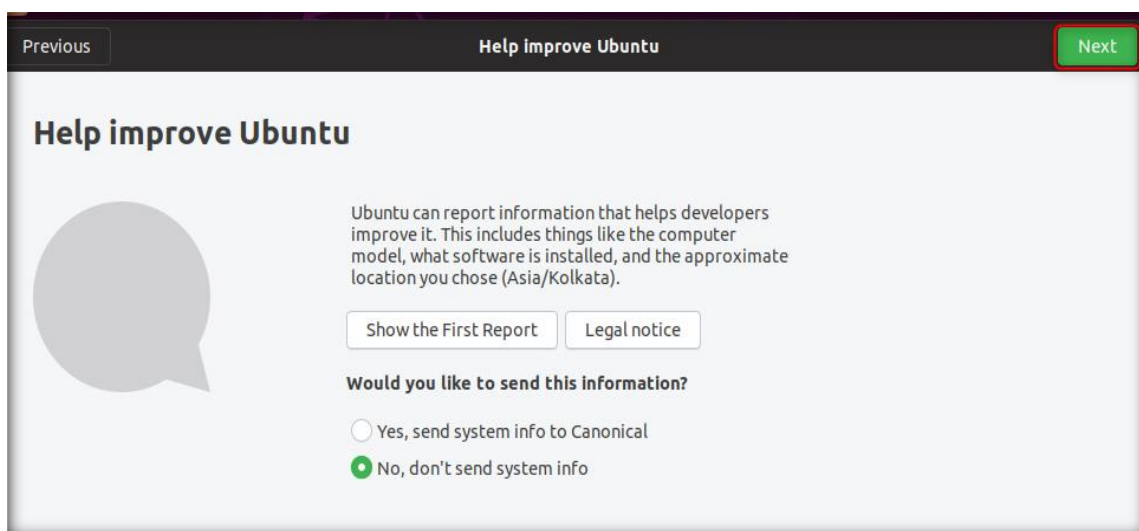 Previous
Help improve Ubuntu
Next
Help improve Ubuntu
Ubuntu can report information that helps developers
improve it. This includes things like the computer
model, what software is installed, and the approximate
location you chose (Asia/Kolkata).
Show the First Report
Legal notice
Would you like to send this information?
Yes, send system info to Canonical
No, don't send system info